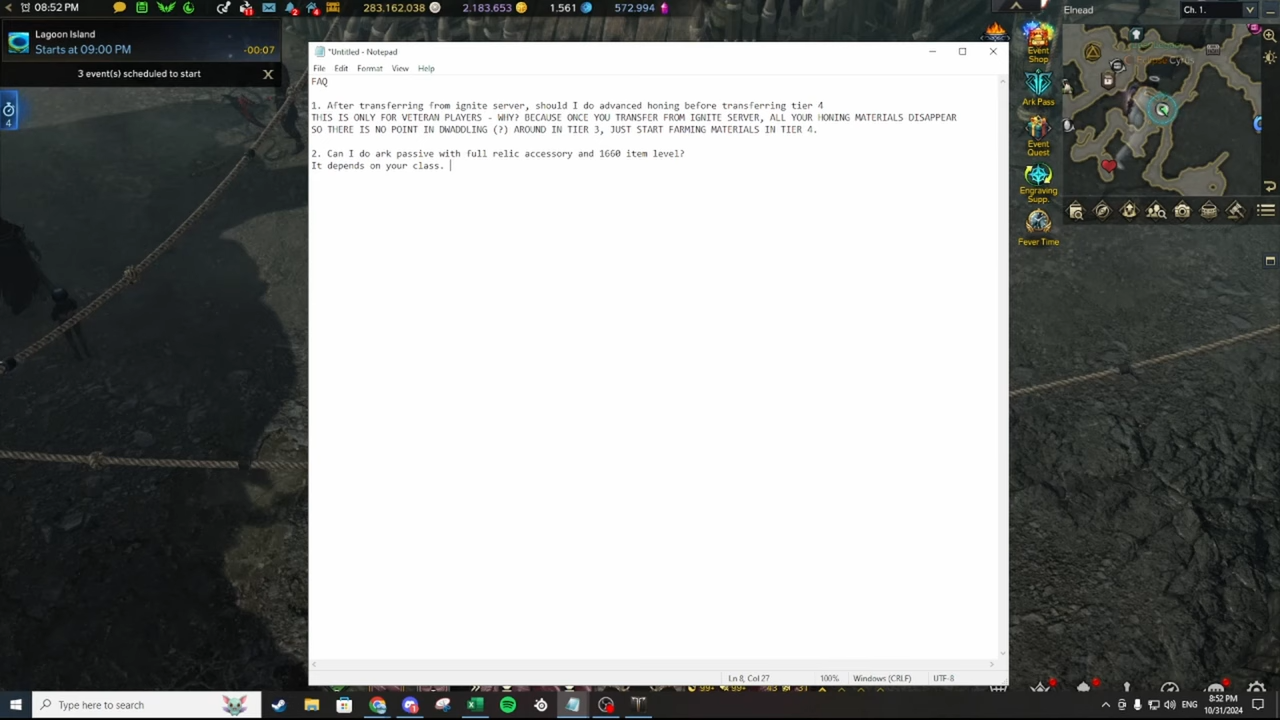 08:52 PM
283.162.038
2.183.653
1.561
572.994
Elnead
Ch. 1.
Lagoon Island
Starts at 09:00 PM
-00:07
3 event(s) scheduled to start
X
4
*Untitled - Notepad
File Edit Format View Help
FAQ
1. After transferring from ignite server, should I do advanced honing before transferring tier 4
THIS IS ONLY FOR VETERAN PLAYERS - WHY? BECAUSE ONCE YOU TRANSFER FROM IGNITE SERVER, ALL YOUR HONING MATERIALS DISAPPEAR
SO THERE IS NO POINT IN DWADDLING (?) AROUND IN TIER 3, JUST START FARMING MATERIALS IN TIER 4.
2. Can I do ark passive with full relic accessory and 1660 item level?
It depends on your class.
Event
Shop
Ark Pass
Event
Quest
Engraving
Supp.
Fever Time
Ln 8, Col 27
100%
Windows (CRLF)
UTF-8
Type here to search
ENG
8:52 PM
10/31/2024